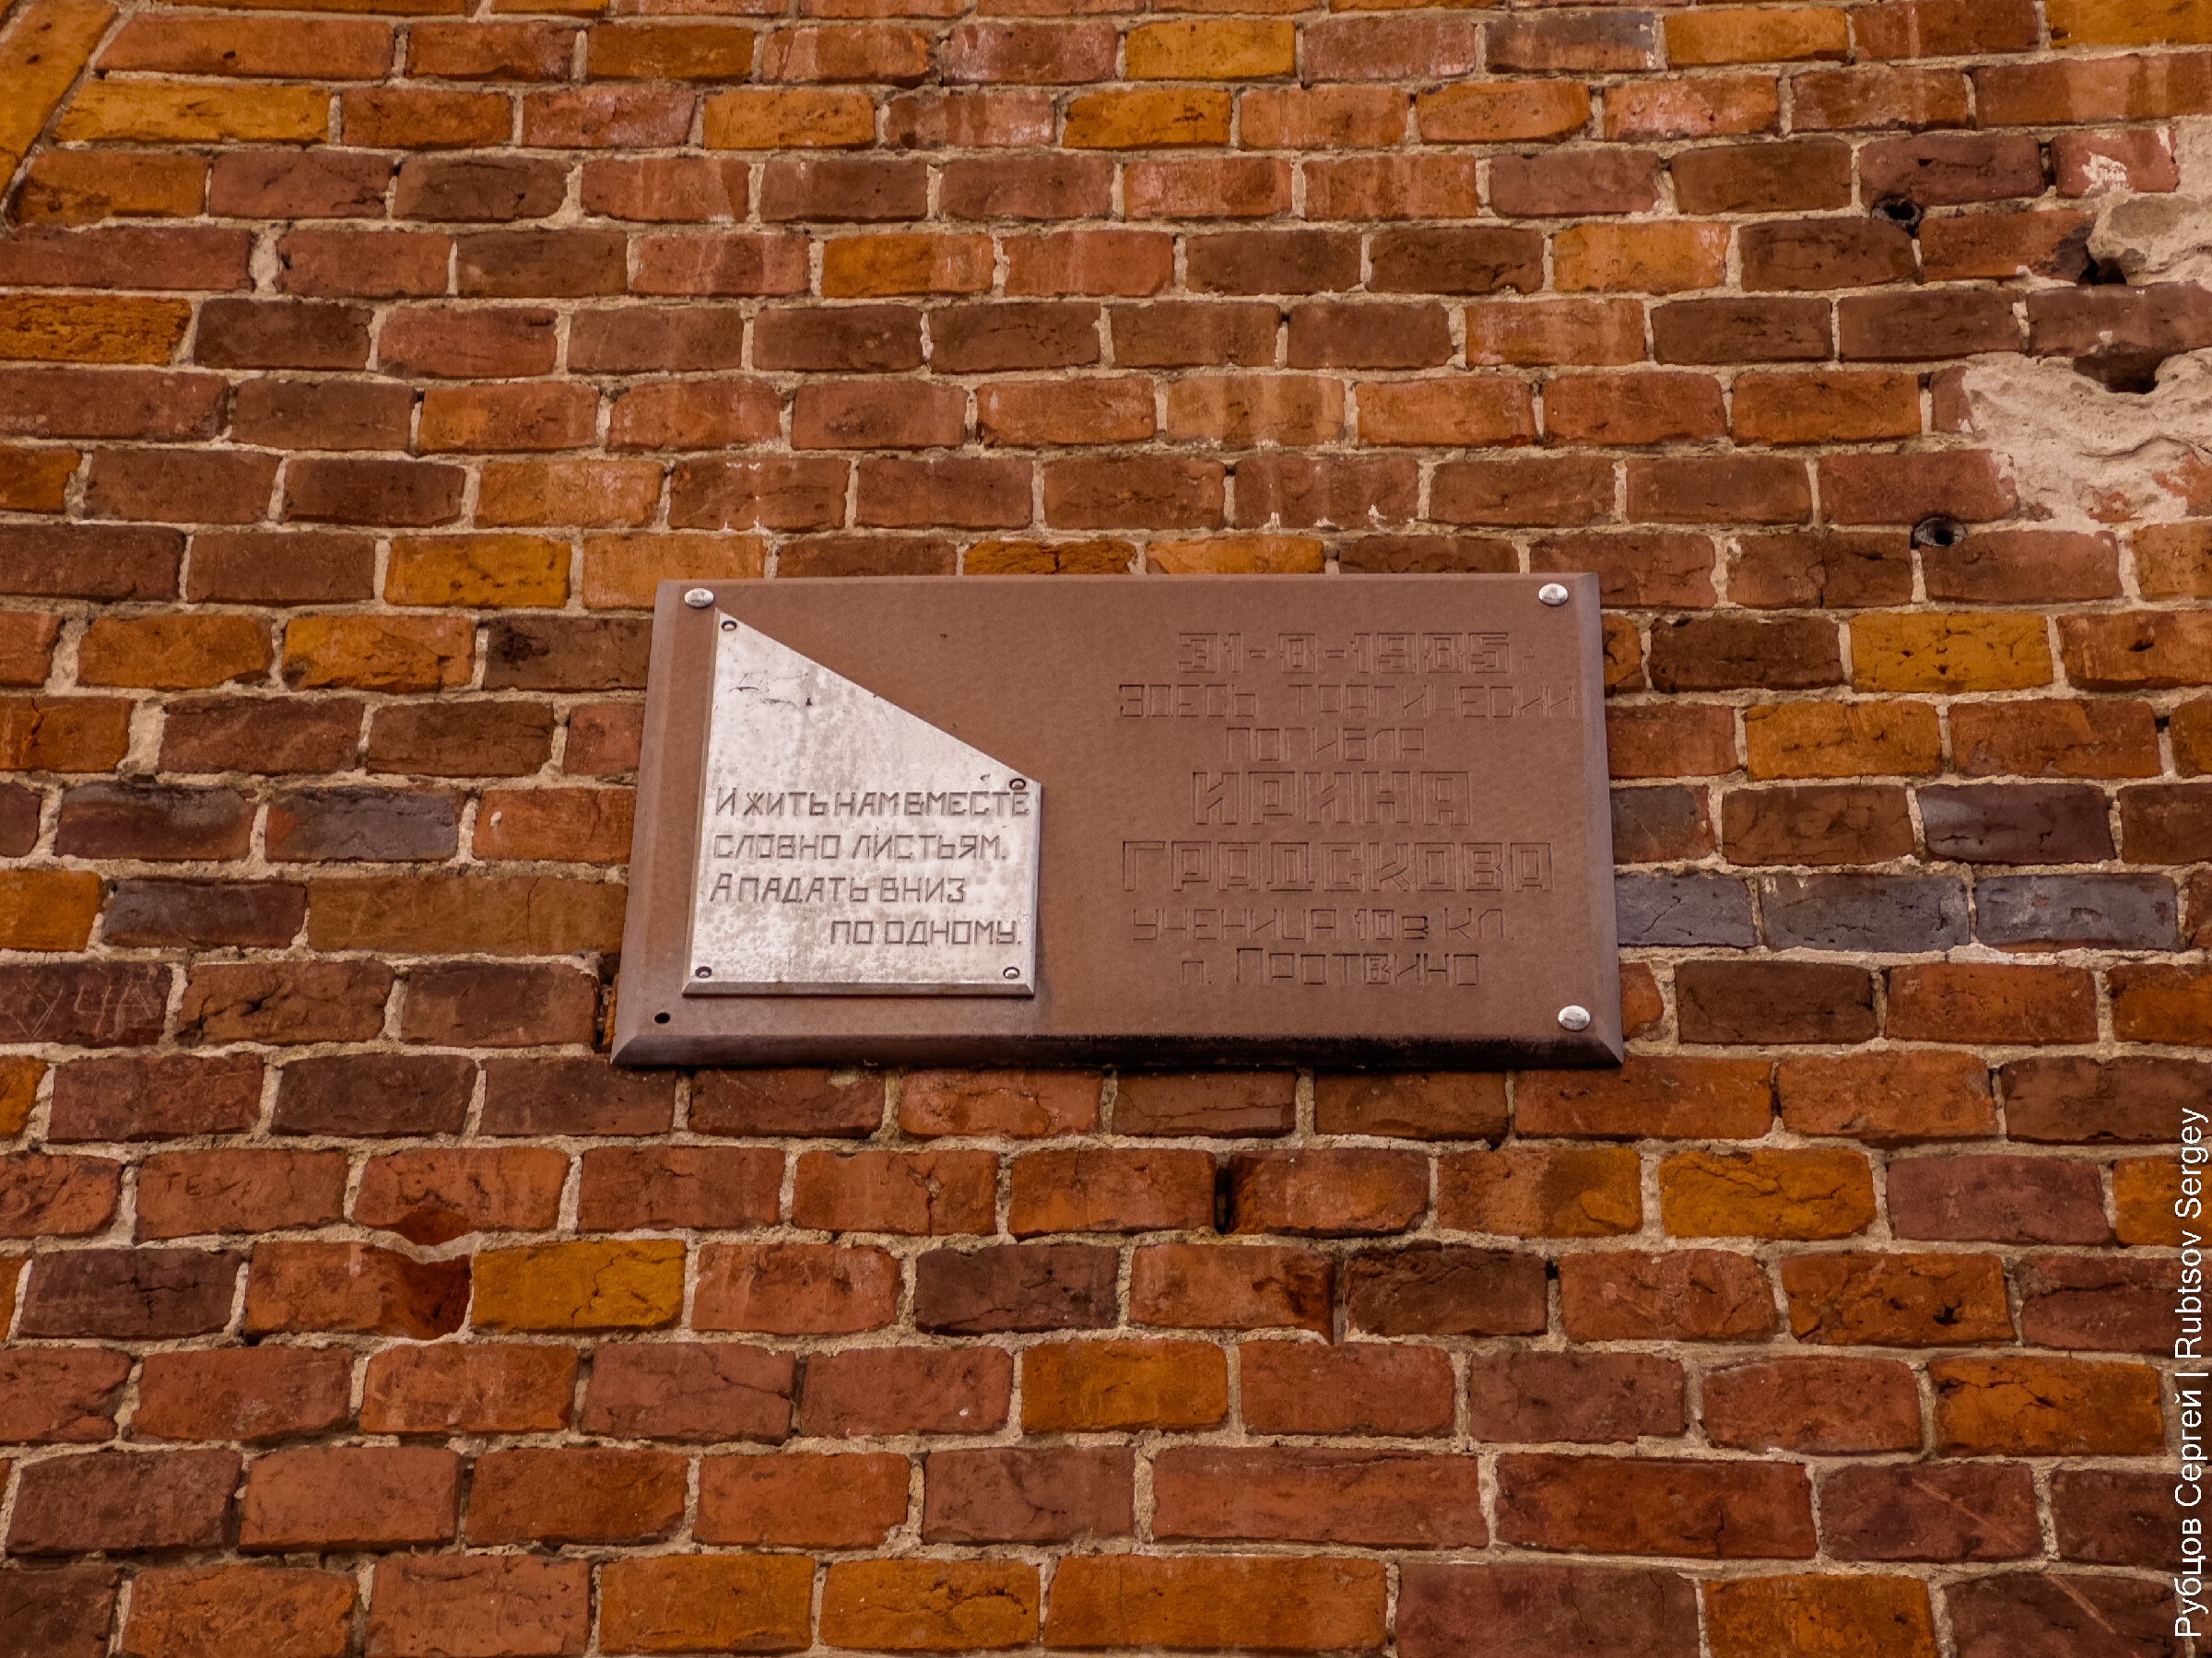 И ЖИТЬ НАМ ВМЕСТЕ
СЛОВНО ЛИСТЬЯМ.
А ПАДАТЬ ВНИЗ
ПО ОДНОМУ.
31-8-1985.
ЗДЕСЬ ТРАГИЧЕСКИ
ПОГИБЛА
ИРИНА
ГРАДСКОВА
УЧЕНИЦА 10в КЛ.
п. ПРОТВИНО
Рубцов Сергей | Rubtsov Sergey